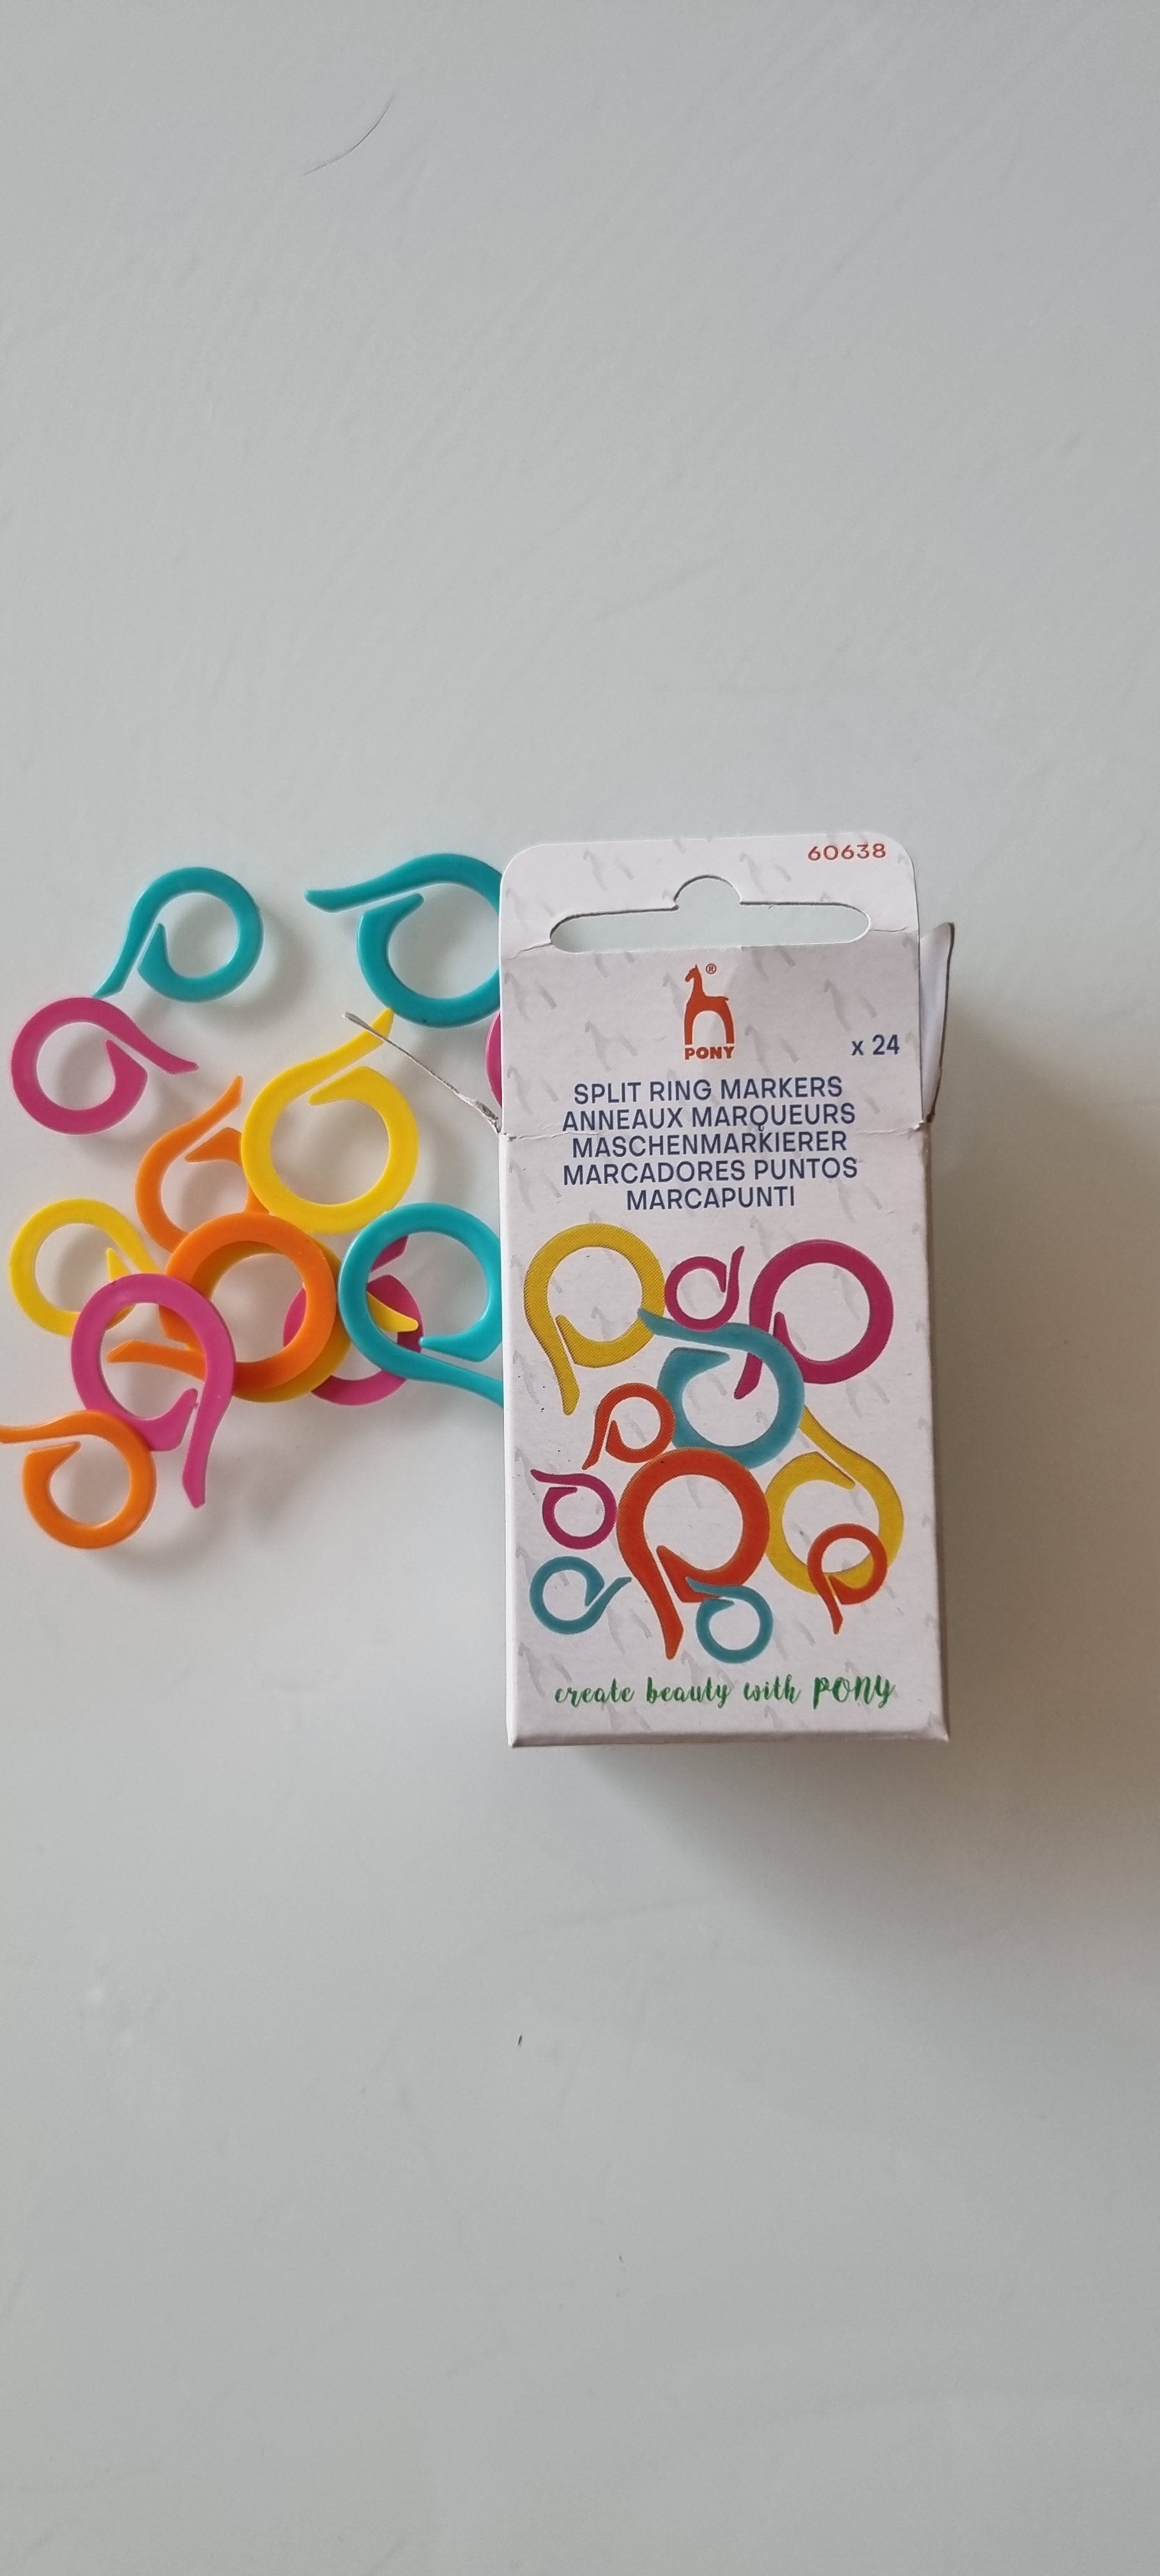 60638
®
PONY
x 24
SPLIT RING MARKERS
ANNEAUX MARQUEURS
MASCHENMARKIERER
MARCADORES PUNTOS
MARCAPUNTI
create beauty with PONY